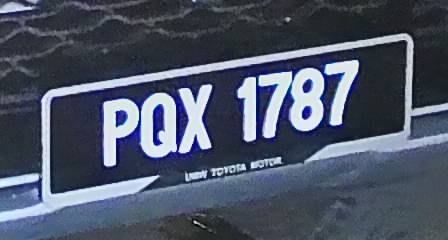 PQX 1787
UMW TOYOTA MOTOR